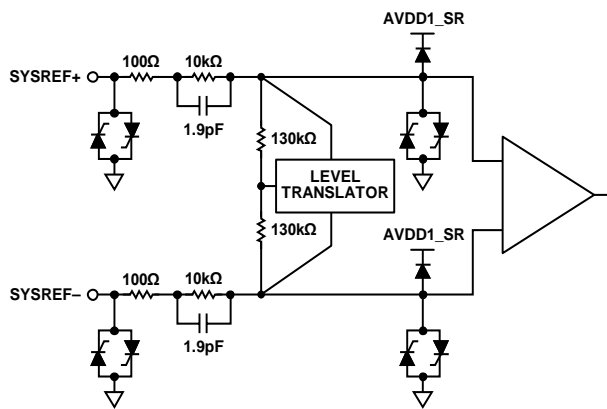 AVDD1_SR
100Ω 10kΩ
SYSREF+
1.9pF
130kΩ
LEVEL
TRANSLATOR
130kΩ
AVDD1_SR
100Ω 10kΩ
SYSREF–
1.9pF